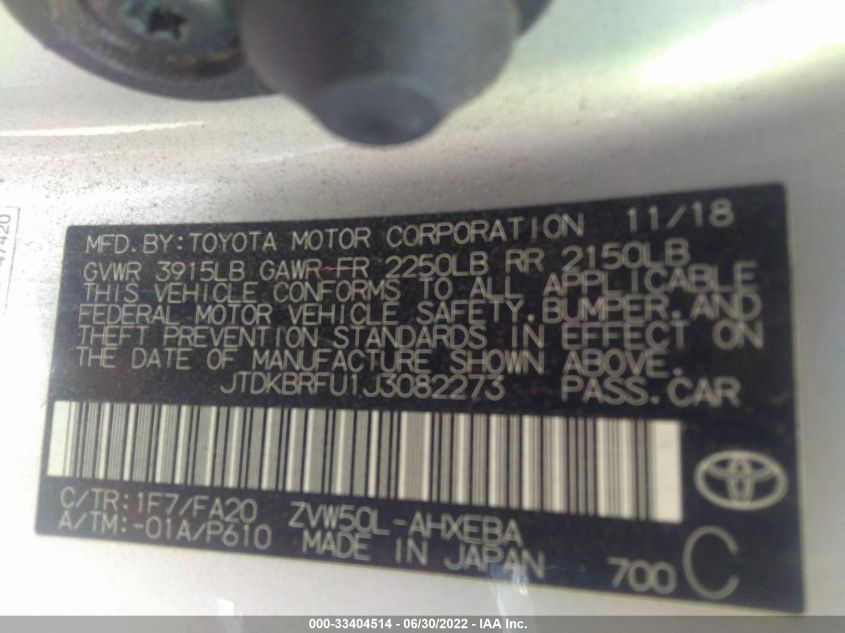 47420
MFD.BY:TOYOTA MOTOR CORPORATION 11/18
GVWR 3915LB GAWR FR 2250LB RR 2150LB
THIS VEHICLE CONFORMS TO ALL APPLICABLE
FEDERAL MOTOR VEHICLE SAFETY,BUMPER,AND
THEFT PREVENTION STANDARDS IN EFFECT ON
THE DATE OF MANUFACTURE SHOWN ABOVE.
JTDKBRFU1J3082273 PASS.CAR
C/TR:1F7/FA20 ZVW50L-AHXEBA
A/TM:-01A/P610 MADE IN JAPAN 700 C
000-33404514 - 06/30/2022 - IAA Inc.